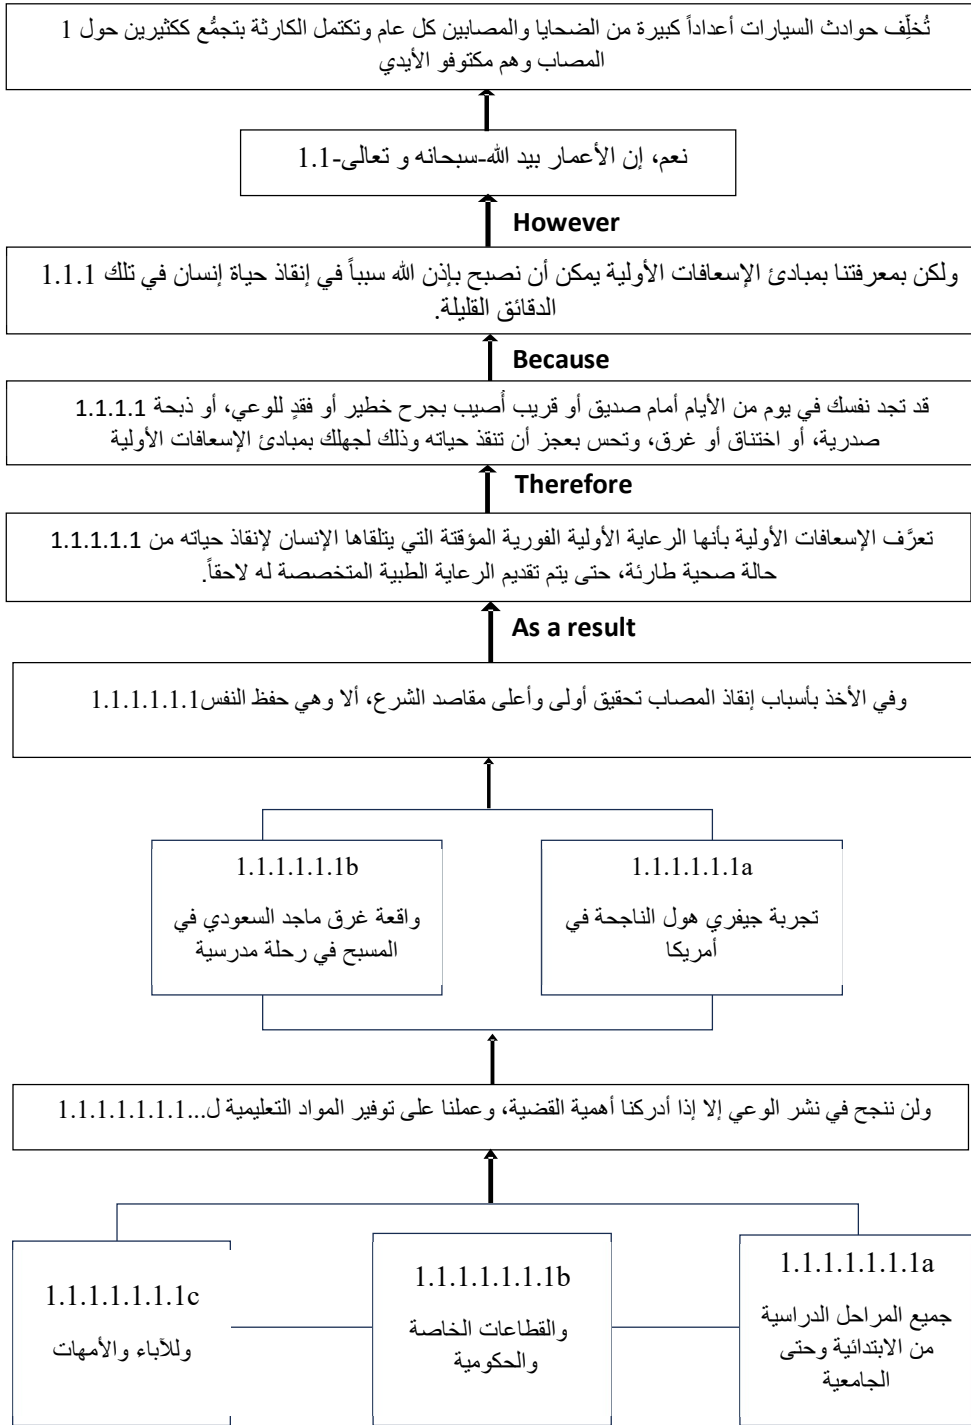 تُخلِّف حوادث السيارات أعداداً كبيرة من الضحايا والمصابين كل عام وتكتمل الكارثة بتجمُّع ككثيرين حول 1
المصاب وهم مكتوفو الأيدي
نعم، إن الأعمار بيد الله-سبحانه و تعالى-1.1
However
ولكن بمعرفتنا بمبادئ الإسعافات الأولية يمكن أن نصبح بإذن الله سبباً في إنقاذ حياة إنسان في تلك 1.1.1
الدقائق القليلة.
Because
قد تجد نفسك في يوم من الأيام أمام صديق أو قريب أُصيب بجرح خطير أو فقدٍ للوعي، أو ذبحة 1.1.1.1
صدرية، أو اختناق أو غرق، وتحس بعجز أن تنقذ حياته وذلك لجهلك بمبادئ الإسعافات الأولية
Therefore
تعرَّف الإسعافات الأولية بأنها الرعاية الأولية الفورية المؤقتة التي يتلقاها الإنسان لإنقاذ حياته من 1.1.1.1.1
حالة صحية طارئة، حتى يتم تقديم الرعاية الطبية المتخصصة له لاحقاً.
As a result
وفي الأخذ بأسباب إنقاذ المصاب تحقيق أولى وأعلى مقاصد الشرع، ألا وهي حفظ النفس1.1.1.1.1.1
1.1.1.1.1.1a
تجربة جيفري هول الناجحة في
أمريكا
1.1.1.1.1.1b
واقعة غرق ماجد السعودي في
المسبح في رحلة مدرسية
ولن ننجح في نشر الوعي إلا إذا أدركنا أهمية القضية، وعملنا على توفير المواد التعليمية ل...1.1.1.1.1.1.1
1.1.1.1.1.1.1a
جميع المراحل الدراسية
من الابتدائية وحتى
الجامعية
1.1.1.1.1.1.1b
والقطاعات الخاصة
والحكومية
1.1.1.1.1.1.1c
وللآباء والأمهات